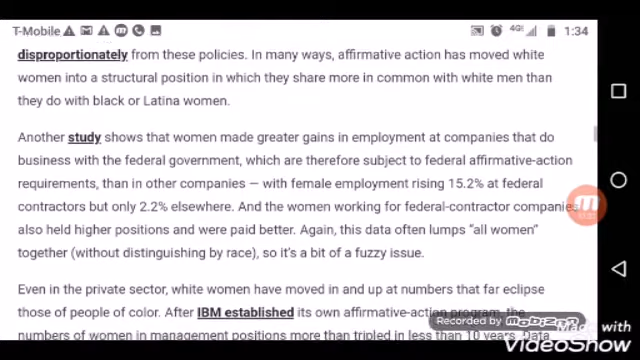 T-Mobile 4G 1:34
disproportionately from these policies. In many ways, affirmative action has moved white
women into a structural position in which they share more in common with white men than
they do with black or Latina women.
Another study shows that women made greater gains in employment at companies that do
business with the federal government, which are therefore subject to federal affirmative-action
requirements, than in other companies — with female employment rising 15.2% at federal
contractors but only 2.2% elsewhere. And the women working for federal-contractor companies
also held higher positions and were paid better. Again, this data often lumps "all women"
together (without distinguishing by race), so it's a bit of a fuzzy issue.
Even in the private sector, white women have moved in and up at numbers that far eclipse
those of people of color. After IBM established its own affirmative-action program, the
numbers of women in management positions more than tripled in less than 10 years. Data
Recorded by mobizen
Made with
VideoShow